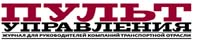 ПУЛЬТ
УПРАВЛЕНИЯ
ЖУРНАЛ ДЛЯ РУКОВОДИТЕЛЕЙ КОМПАНИЙ ТРАНСПОРТНОЙ ОТРАСЛИ